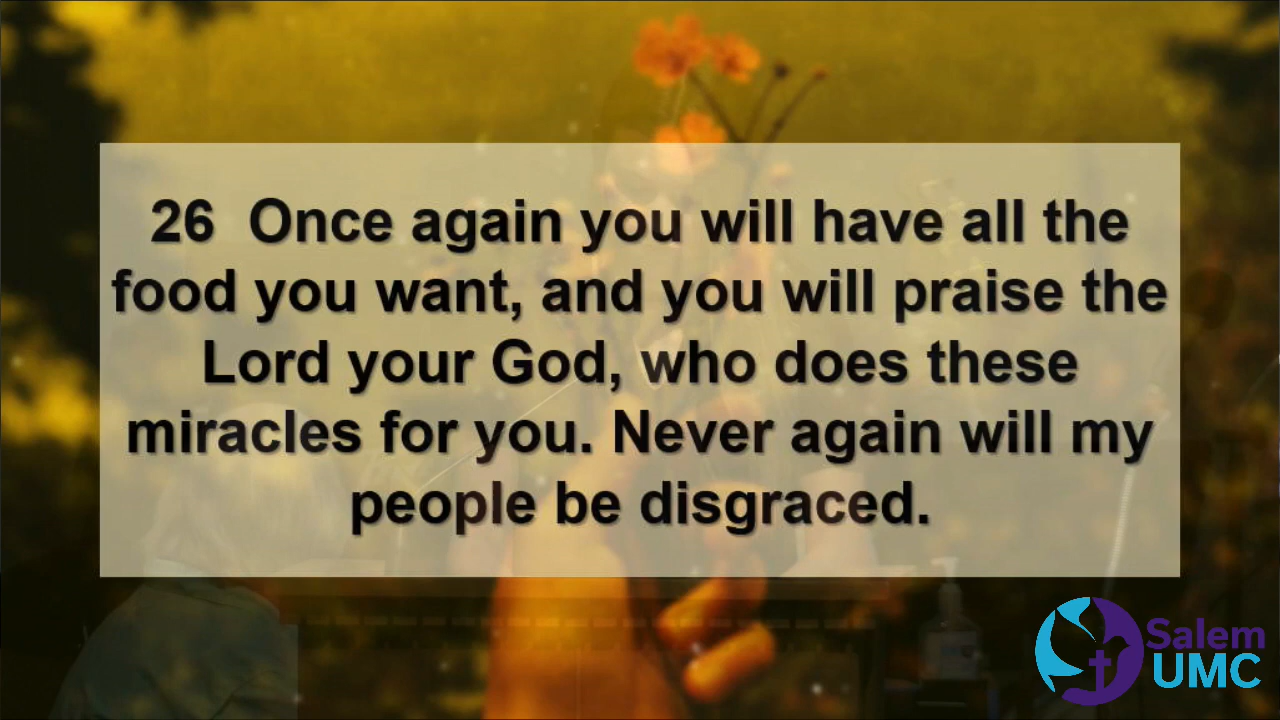 26  Once again you will have all the
food you want, and you will praise the
Lord your God, who does these
miracles for you. Never again will my
people be disgraced.
Salem
UMC